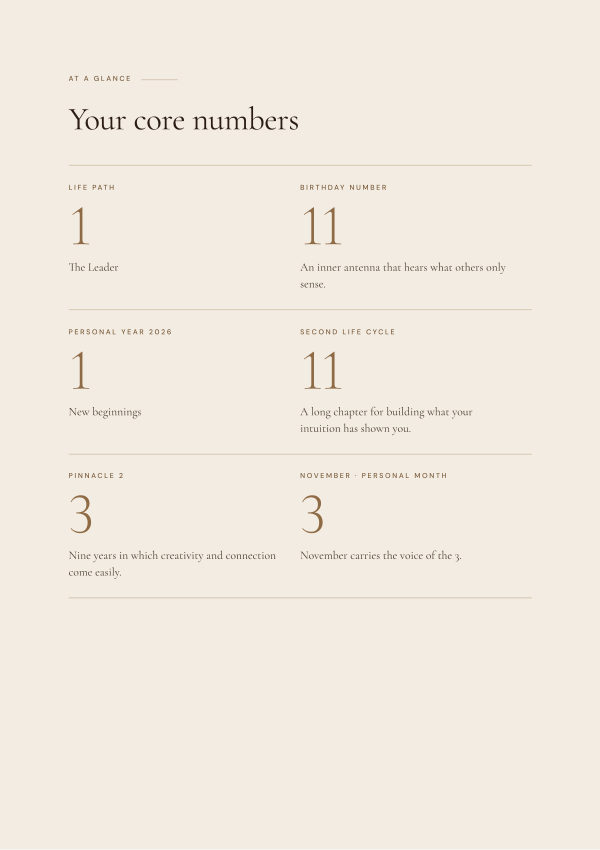 AT A GLANCE
Your core numbers
LIFE PATH
1
The Leader
BIRTHDAY NUMBER
11
An inner antenna that hears what others only
sense.
PERSONAL YEAR 2026
1
New beginnings
SECOND LIFE CYCLE
11
A long chapter for building what your
intuition has shown you.
PINNACLE 2
3
Nine years in which creativity and connection
come easily.
NOVEMBER · PERSONAL MONTH
3
November carries the voice of the 3.